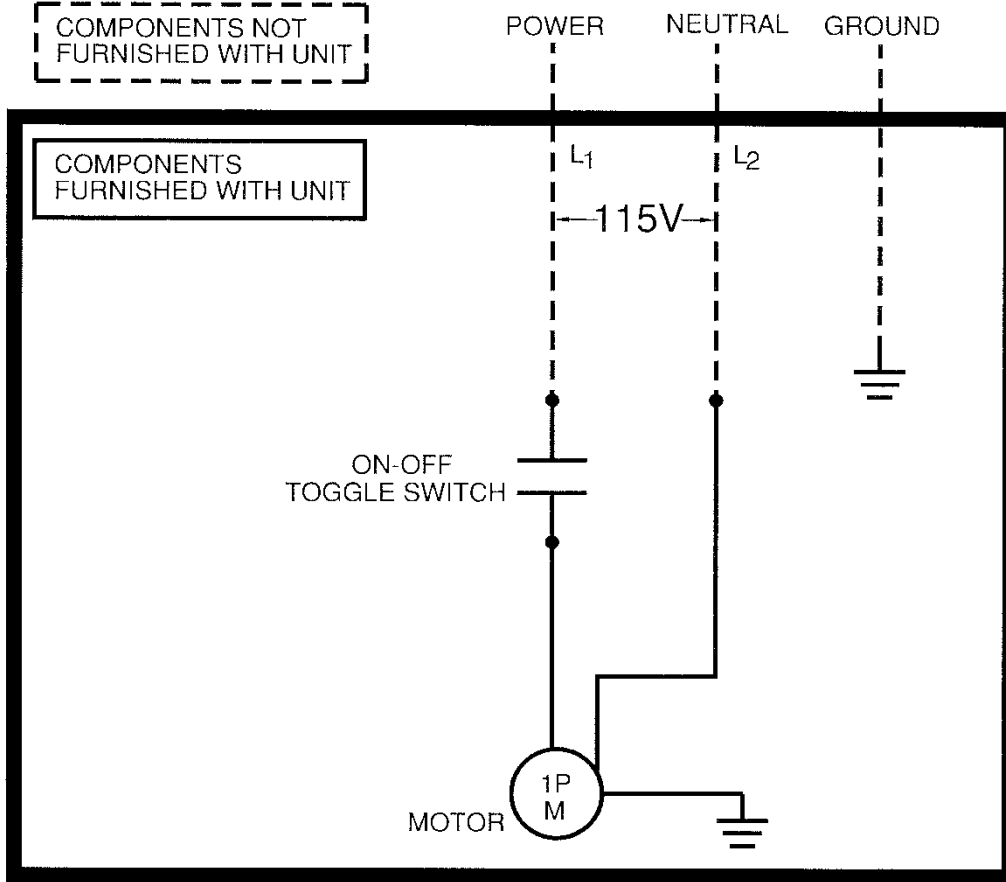 COMPONENTS NOT
FURNISHED WITH UNIT
POWER
NEUTRAL
GROUND
COMPONENTS
FURNISHED WITH UNIT
L1
L2
115V
ON-OFF
TOGGLE SWITCH
1P
M
MOTOR